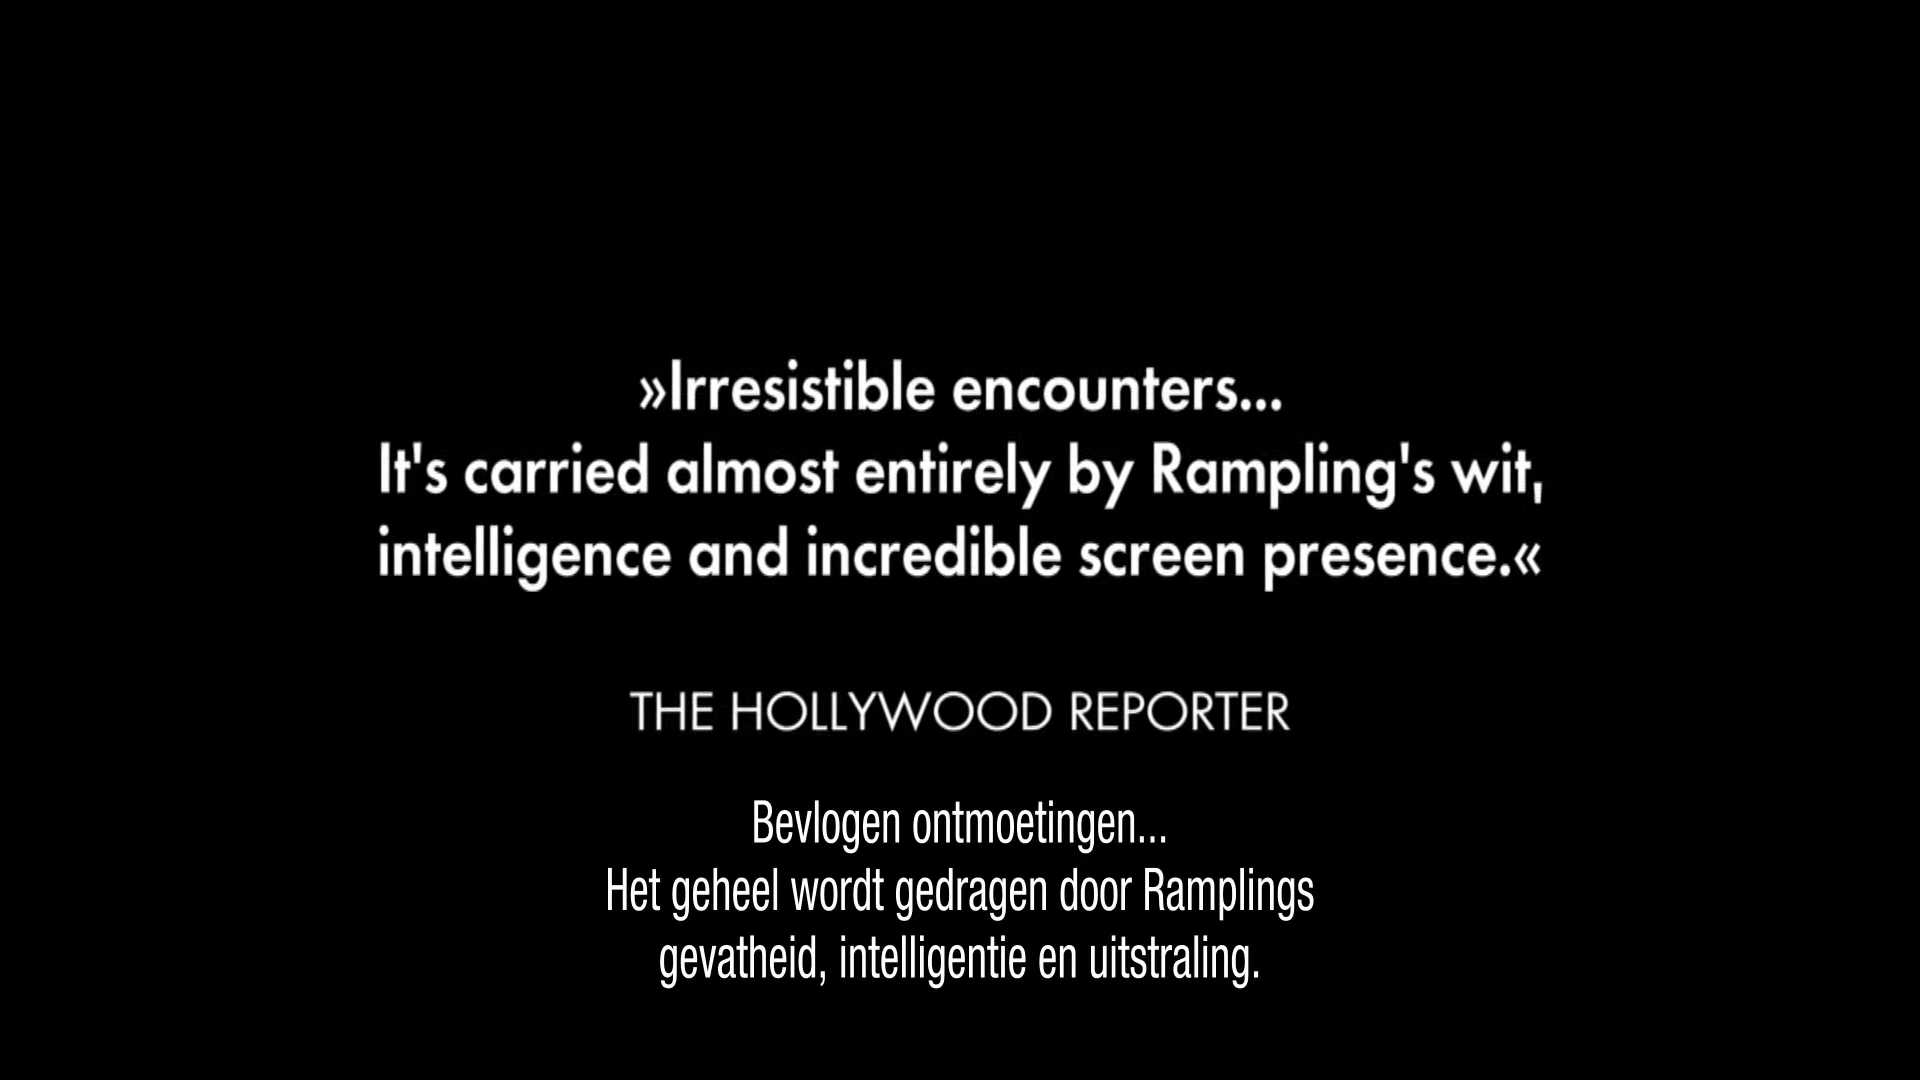 »Irresistible encounters...
It's carried almost entirely by Rampling's wit,
intelligence and incredible screen presence.«
THE HOLLYWOOD REPORTER
Bevlogen ontmoetingen...
Het geheel wordt gedragen door Ramplings
gevatheid, intelligentie en uitstraling.